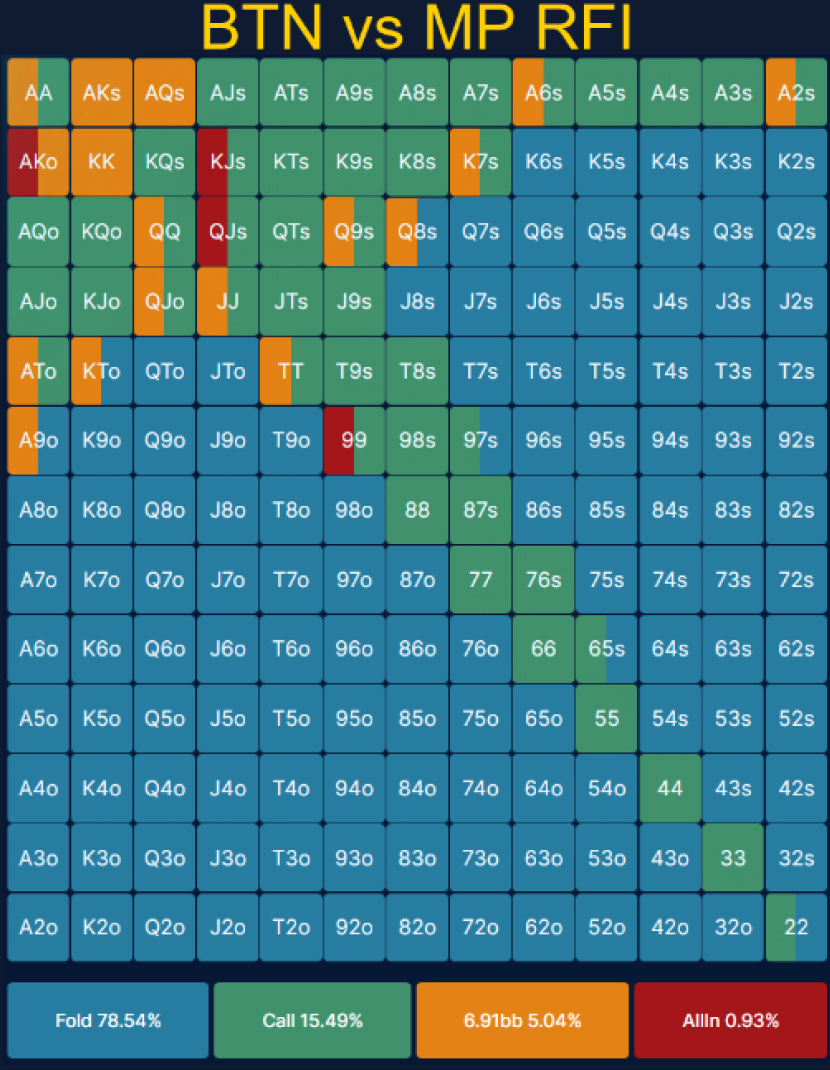 BTN vs MP RFI
AA AKs AQs AJs ATs A9s A8s A7s A6s A5s A4s A3s A2s
AKo KK KQs KJs KTs K9s K8s K7s K6s K5s K4s K3s K2s
AQo KQo QQ QJs QTs Q9s Q8s Q7s Q6s Q5s Q4s Q3s Q2s
AJo KJo QJo JJ JTs J9s J8s J7s J6s J5s J4s J3s J2s
ATo KTo QTo JTo TT T9s T8s T7s T6s T5s T4s T3s T2s
A9o K9o Q9o J9o T9o 99 98s 97s 96s 95s 94s 93s 92s
A8o K8o Q8o J8o T8o 98o 88 87s 86s 85s 84s 83s 82s
A7o K7o Q7o J7o T7o 97o 87o 77 76s 75s 74s 73s 72s
A6o K6o Q6o J6o T6o 96o 86o 76o 66 65s 64s 63s 62s
A5o K5o Q5o J5o T5o 95o 85o 75o 65o 55 54s 53s 52s
A4o K4o Q4o J4o T4o 94o 84o 74o 64o 54o 44 43s 42s
A3o K3o Q3o J3o T3o 93o 83o 73o 63o 53o 43o 33 32s
A2o K2o Q2o J2o T2o 92o 82o 72o 62o 52o 42o 32o 22
Fold 78.54% Call 15.49% 6.91bb 5.04% AllIn 0.93%